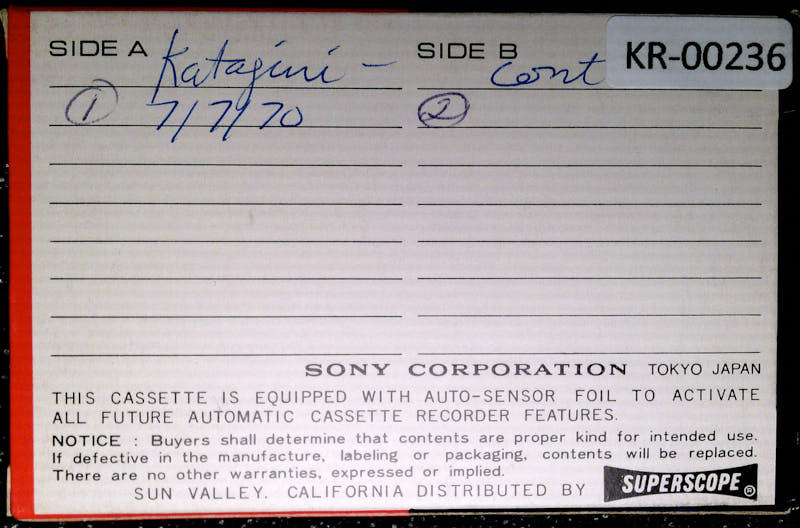 SIDE A Katagiri –
① 7/7/70
SIDE B cont
②
KR-00236
SONY CORPORATION TOKYO JAPAN
THIS CASSETTE IS EQUIPPED WITH AUTO-SENSOR FOIL TO ACTIVATE
ALL FUTURE AUTOMATIC CASSETTE RECORDER FEATURES.
NOTICE : Buyers shall determine that contents are proper kind for intended use.
If defective in the manufacture, labeling or packaging, contents will be replaced.
There are no other warranties, expressed or implied.
SUN VALLEY. CALIFORNIA DISTRIBUTED BY SUPERSCOPE®